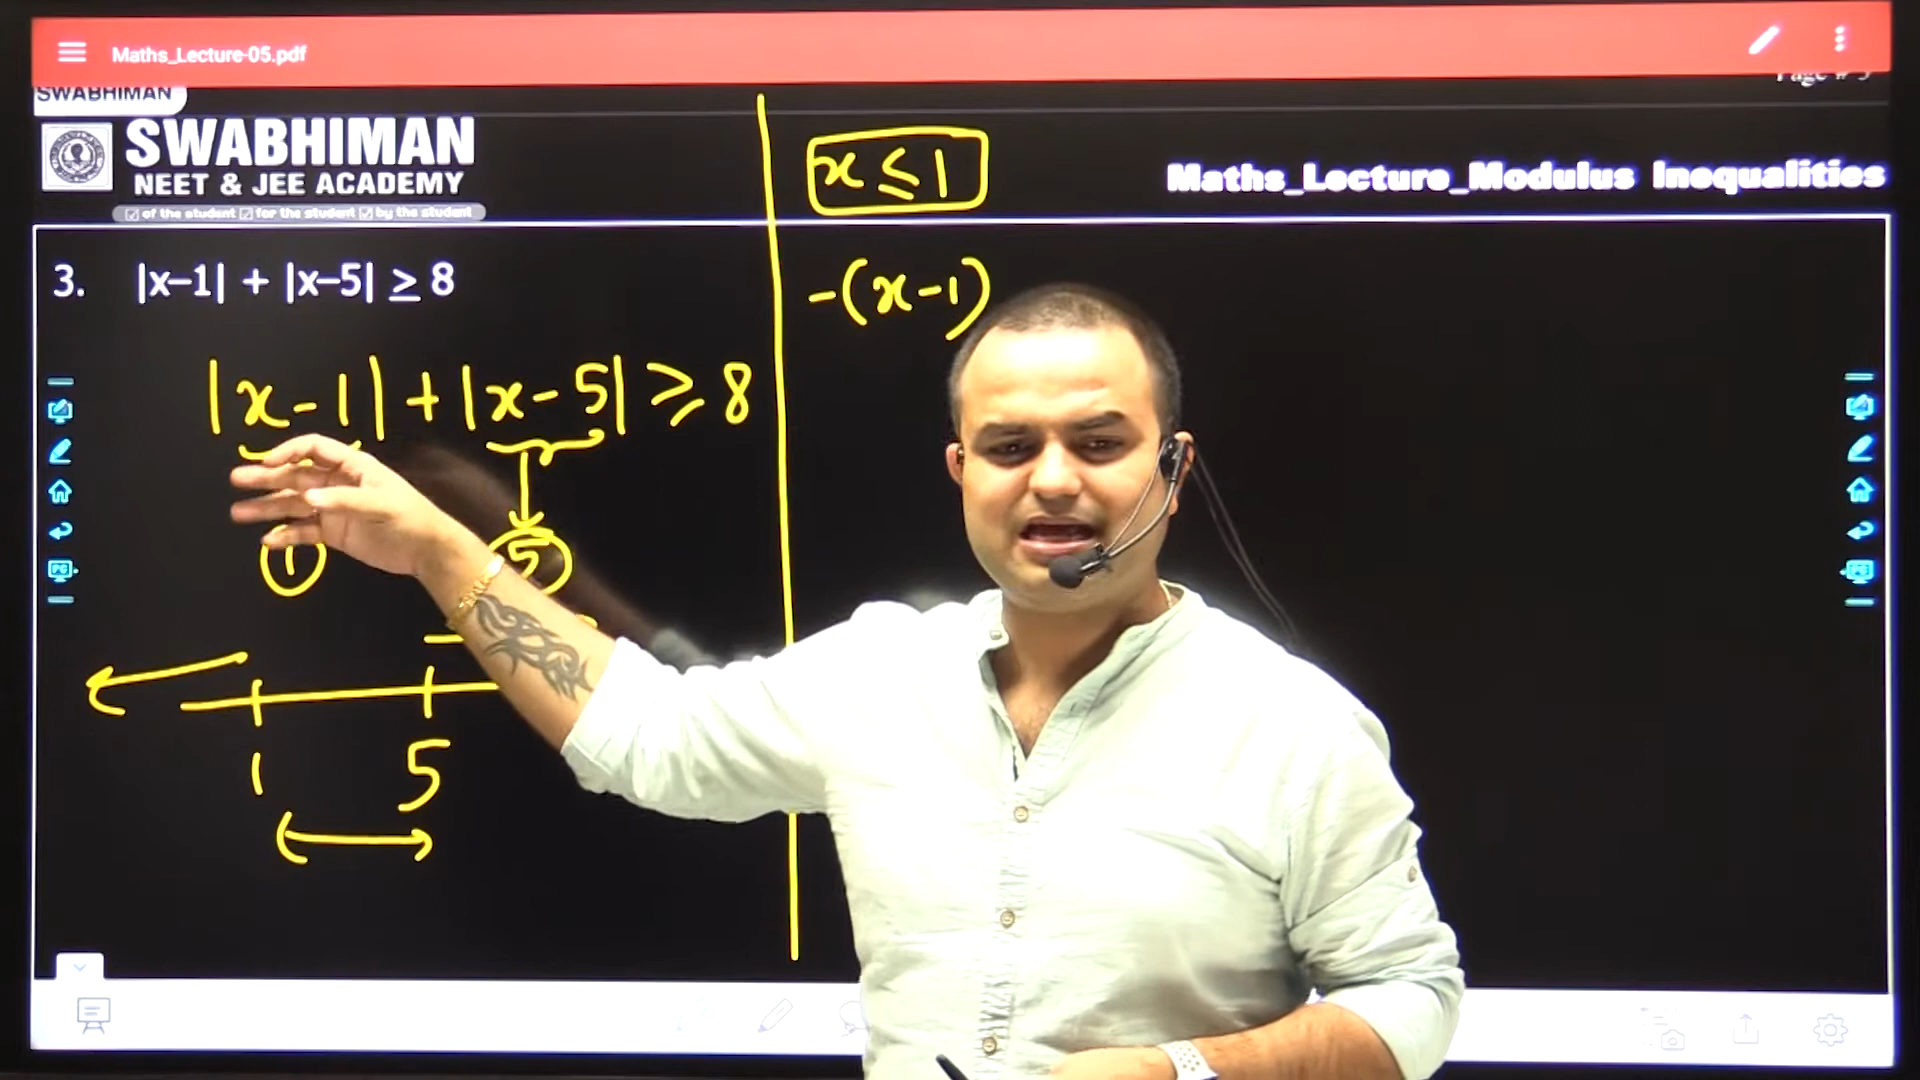 Maths_Lecture-05.pdf
SWABHIMAN
SWABHIMAN
NEET & JEE ACADEMY
of the student for the student by the student
Maths_Lecture_Modulus Inequalities
3. |x–1| + |x–5| ≥ 8
|x-1| + |x-5| ≥ 8
1 5
1 5
x ≤ 1
-(x-1)